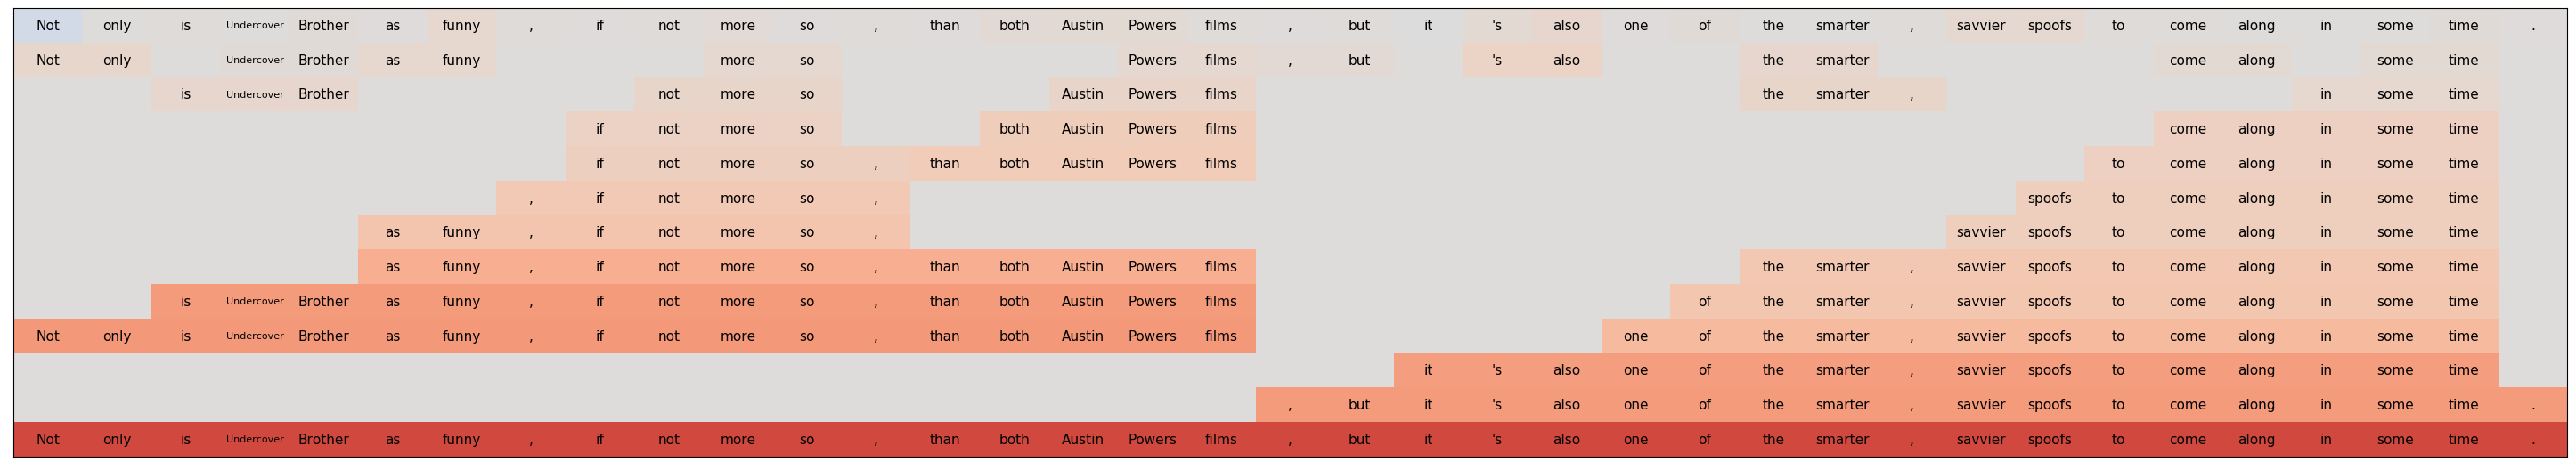 Not only is Undercover Brother as funny , if not more so , than both Austin Powers films , but it 's also one of the smarter , savvier spoofs to come along in some time .
Not only Undercover Brother as funny more so Powers films , but 's also the smarter come along some time
is Undercover Brother not more so Austin Powers films the smarter , in some time
if not more so both Austin Powers films come along in some time
if not more so , than both Austin Powers films to come along in some time
, if not more so , spoofs to come along in some time
as funny , if not more so , savvier spoofs to come along in some time
as funny , if not more so , than both Austin Powers films the smarter , savvier spoofs to come along in some time
is Undercover Brother as funny , if not more so , than both Austin Powers films of the smarter , savvier spoofs to come along in some time
Not only is Undercover Brother as funny , if not more so , than both Austin Powers films one of the smarter , savvier spoofs to come along in some time
it 's also one of the smarter , savvier spoofs to come along in some time
, but it 's also one of the smarter , savvier spoofs to come along in some time .
Not only is Undercover Brother as funny , if not more so , than both Austin Powers films , but it 's also one of the smarter , savvier spoofs to come along in some time .